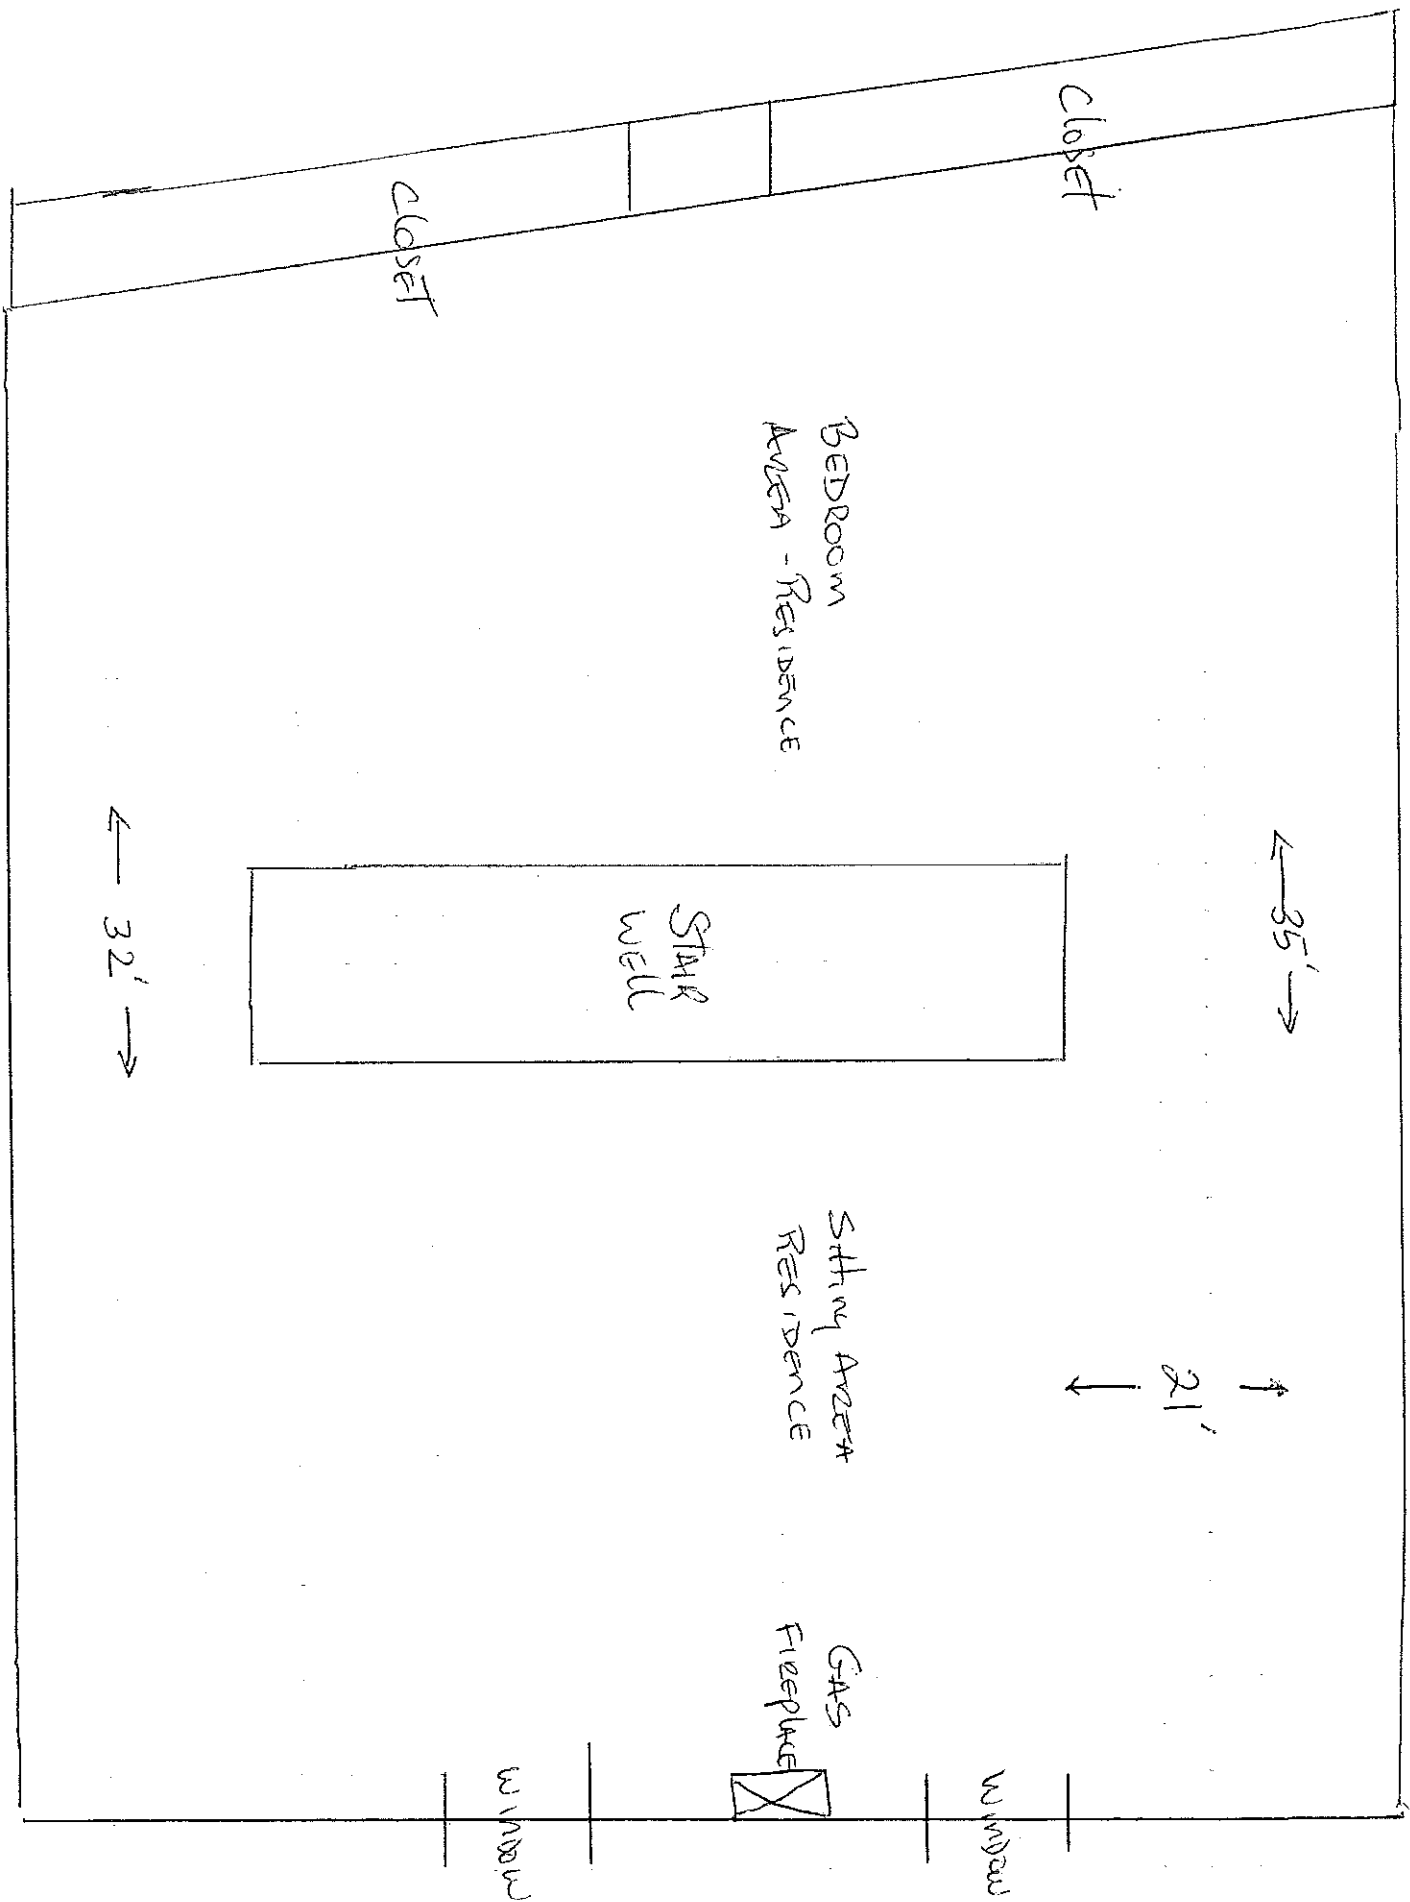 Closet
35'
21'
BEDROOM
AREA - RESIDENCE
STAIR
WELL
Sitting AREA
RESIDENCE
GAS
FIREPLACE
WINDOW
Closet
32'
WINDOW